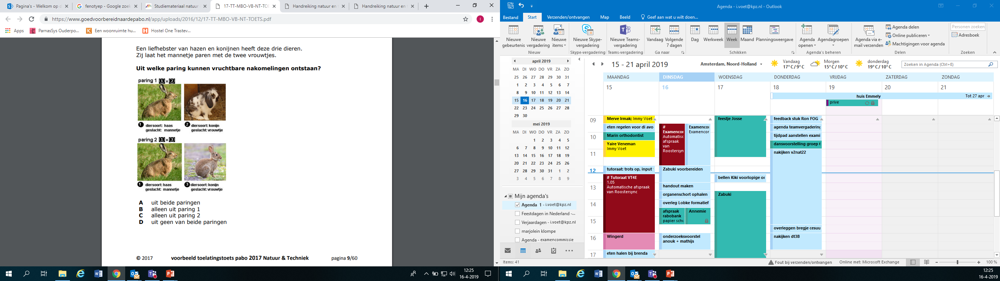 Pagina's - Welkom op d
fenotyep - Google zoek
Studiemateriaal natuur
17-TT-MBO-VB-NT-TOETS
Handreiking natuur en
Handreiking natuur en
https://www.goedvoorbereidnaardepabo.nl/app/uploads/2016/12/17-TT-MBO-VB-NT-TOETS.pdf
Apps
ParnasSys Ouderpo...
Een woonruimte hu...
Hostel One Trastev...
Een liefhebster van hazen en konijnen heeft deze drie dieren.
Zij laat het mannetje paren met de twee vrouwtjes.
Uit welke paring kunnen vruchtbare nakomelingen ontstaan?
paring 1 1 x 2
1 diersoort: haas
geslacht: mannetje
2 diersoort: konijn
geslacht: vrouwtje
paring 2 1 x 3
1 diersoort: haas
geslacht: mannetje
3 diersoort: konijn
geslacht: vrouwtje
A uit beide paringen
B alleen uit paring 1
C alleen uit paring 2
D uit geen van beide paringen
© 2017 voorbeeld toelatingstoets pabo 2017 Natuur & Techniek pagina 9/60
12:25
16-4-2019
Agenda - i.voet@kpz.nl - Outlook
Bestand Start Verzenden/ontvangen Map Beeld Geef aan wat u wilt doen...
Nieuwe gebeurtenis
Nieuwe vergadering
Nieuwe items
Nieuw
Nieuwe Skype-vergadering
Skype-vergadering
Nieuwe Teams-vergadering
Teams-vergadering
Vandaag
Volgende 7 dagen
Ga naar
Dag Werkweek Week Maand Planningsweergave
Schikken
Agenda openen
Agendagroepen
Agenda's beheren
Agenda via e-mail verzenden
Agenda delen
Online publiceren
Machtigingen voor agenda
Delen
Personen zoeken
Adresboek
Zoeken
april 2019
MA DI WO DO VR ZA ZO
25 26 27 28 29 30 31
1 2 3 4 5 6 7
8 9 10 11 12 13 14
15 16 17 18 19 20 21
22 23 24 25 26 27 28
29 30
mei 2019
MA DI WO DO VR ZA ZO
1 2 3 4 5
6 7 8 9 10 11 12
13 14 15 16 17 18 19
20 21 22 23 24 25 26
27 28 29 30 31 1 2
3 4 5 6 7 8 9
Mijn agenda's
Agenda 1 - i.voet@kpz.nl
Feestdagen in Nederland -...
Verjaardagen - i.voet@kpz.nl
marjolein klompe
Agenda - examencommissie
15 - 21 april 2019
Amsterdam, Noord-Holland
Vandaag
17°C/9°C
Morgen
15°C/10°C
donderdag
19°C/10°C
Zoeken in Agenda (Ctrl+E)
MAANDAG DINSDAG WOENSDAG DONDERDAG VRIJDAG ZATERDAG ZONDAG
15 16 17 18 19 20 21
huis Emmely Tot 27 apr
prive
09
10
11
12
13
14
15
16
17
Merve Irmak; Immy Voet
eten regelen voor di avo
Marin orthodontist
Yaire Veneman
Immy Voet
tutoraat: trots op, input
# Tutoraat VT4E
1.05
Automatische afspraak
van Roostersync
Wingerd
eten halen bij brenda
#
Examencor
Automatisc
afspraak
van
Roostersyn
Examencor
Examencor
Zabuki voorbereiden
handout maken
organenschort ophalen
overleg Lobke formatief
afspraak
rabobank
papier schu
Annemie
onderzoeksvoorstel
anouk + mathijs
feestje Josse
bellen Kiki voorlopige o
Zabuki
feedback stuk Ron FOG
agenda teamvergadering
tijdpad aanstellen exami
dansvoorstelling groep 6
nakijken v2nat22
overleggen bregje cesuu
nakijken dt3B
Items: 41
Fout bij verzenden/ontvangen
Online met: Microsoft Exchange
100 %
12:25
16-4-2019